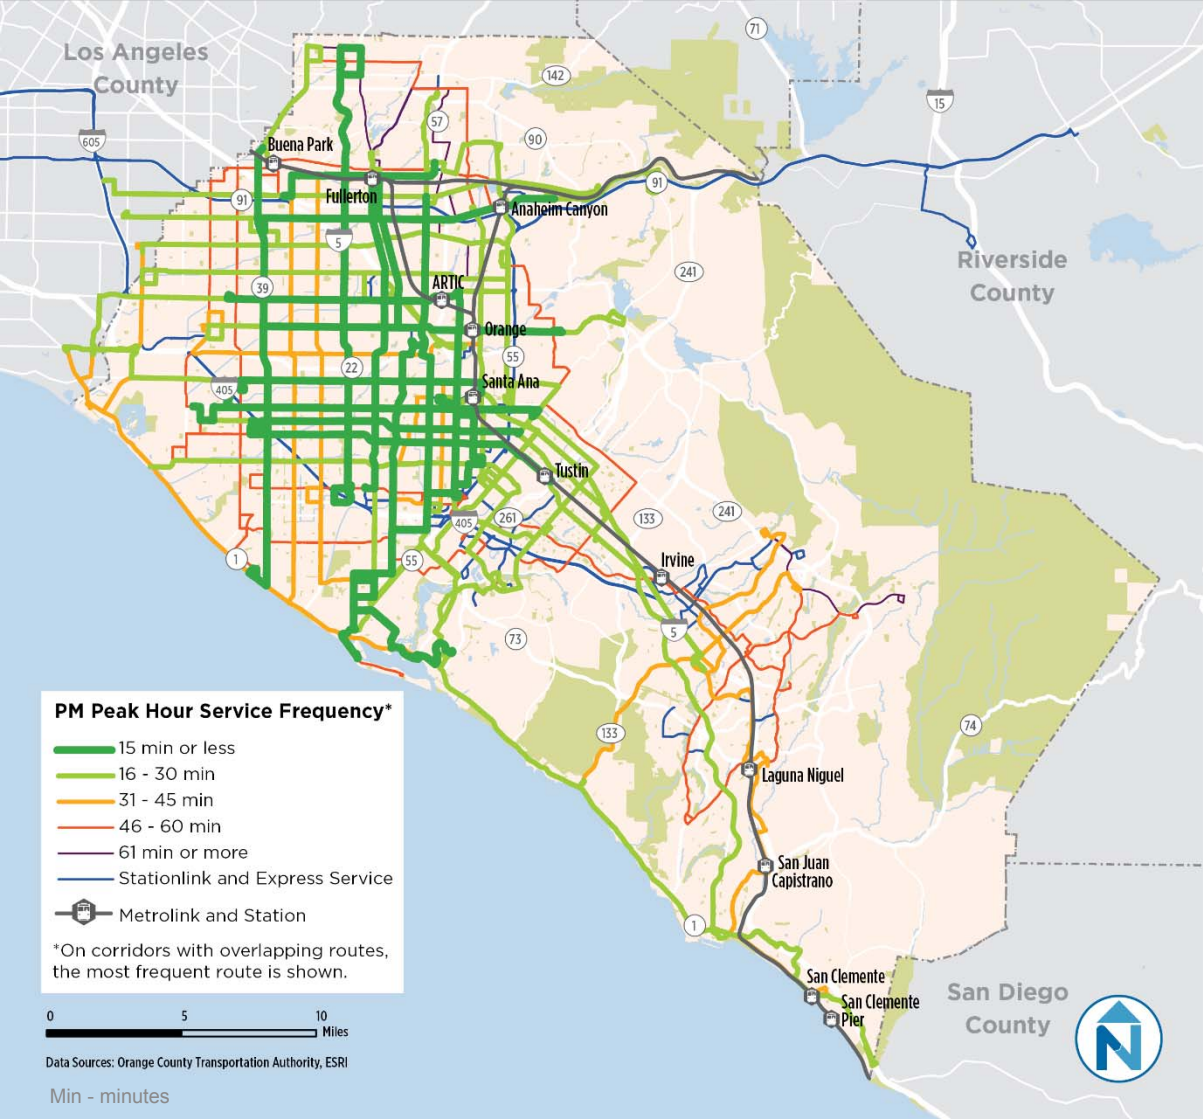 Los Angeles
County
71
142
15
605
57
90
Buena Park
Fullerton
91
Anaheim Canyon
91
5
Riverside
County
241
39
ARTIC
Orange
55
22
Santa Ana
405
Tustin
405
261
133
241
1
55
Irvine
5
73
133
74
PM Peak Hour Service Frequency*
15 min or less
16 - 30 min
31 - 45 min
46 - 60 min
61 min or more
Stationlink and Express Service
Metrolink and Station
*On corridors with overlapping routes,
the most frequent route is shown.
Laguna Niguel
San Juan
Capistrano
1
San Clemente
San Clemente
Pier
San Diego
County
N
0 5 10
Miles
Data Sources: Orange County Transportation Authority, ESRI
Min - minutes